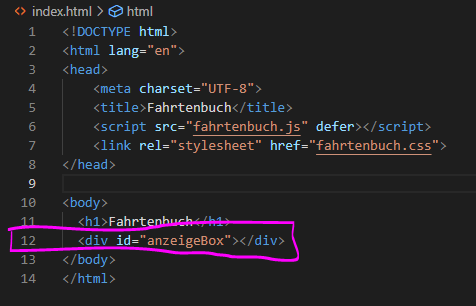 index.html > html
1 <!DOCTYPE html>
2 <html lang="en">
3 <head>
4 <meta charset="UTF-8">
5 <title>Fahrtenbuch</title>
6 <script src="fahrtenbuch.js" defer></script>
7 <link rel="stylesheet" href="fahrtenbuch.css">
8 </head>
9
10 <body>
11 <h1>Fahrtenbuch</h1>
12 <div id="anzeigeBox"></div>
13 </body>
14 </html>